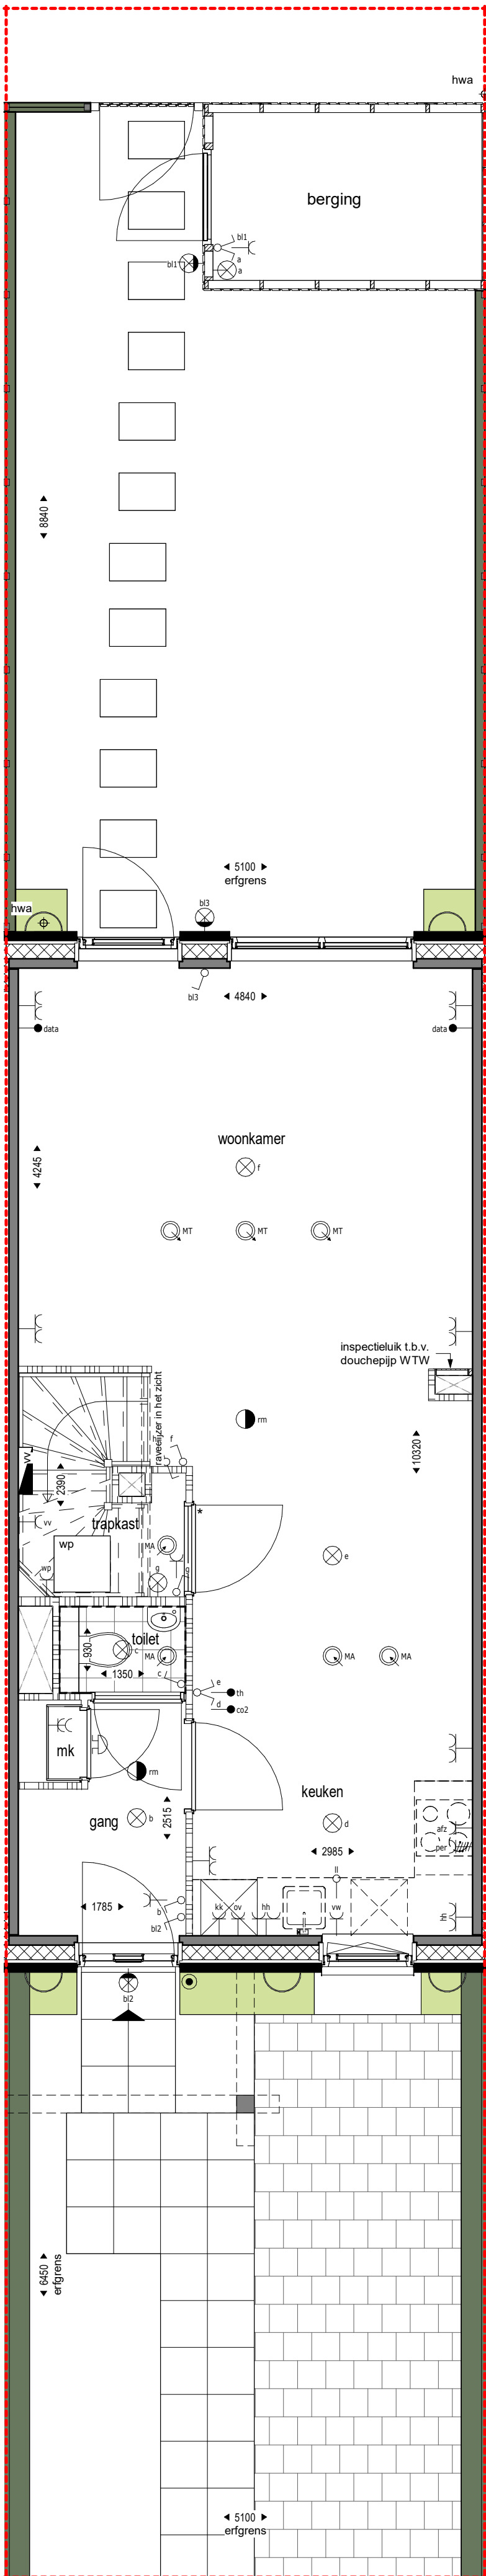 hwa
berging
bl1
a
bl1
a
8840
5100
erfgrens
hwa
bl3
bl3
4840
data
data
woonkamer
f
4245
MT
MT
MT
inspectieluik t.b.v.
douchepijp WTW
raveelijzer in het zicht
rm
f
10320
vv
2390
*
trapkast
vv
wp
MA
e
wp
g
toilet
930
c
MA
MA
MA
1350
c
e
th
d
co2
mk
rm
keuken
gang
b
2515
d
afz
per
2985
ll
1785
b
kk
ov
hh
vw
hh
bl2
bl2
6450
erfgrens
5100
erfgrens